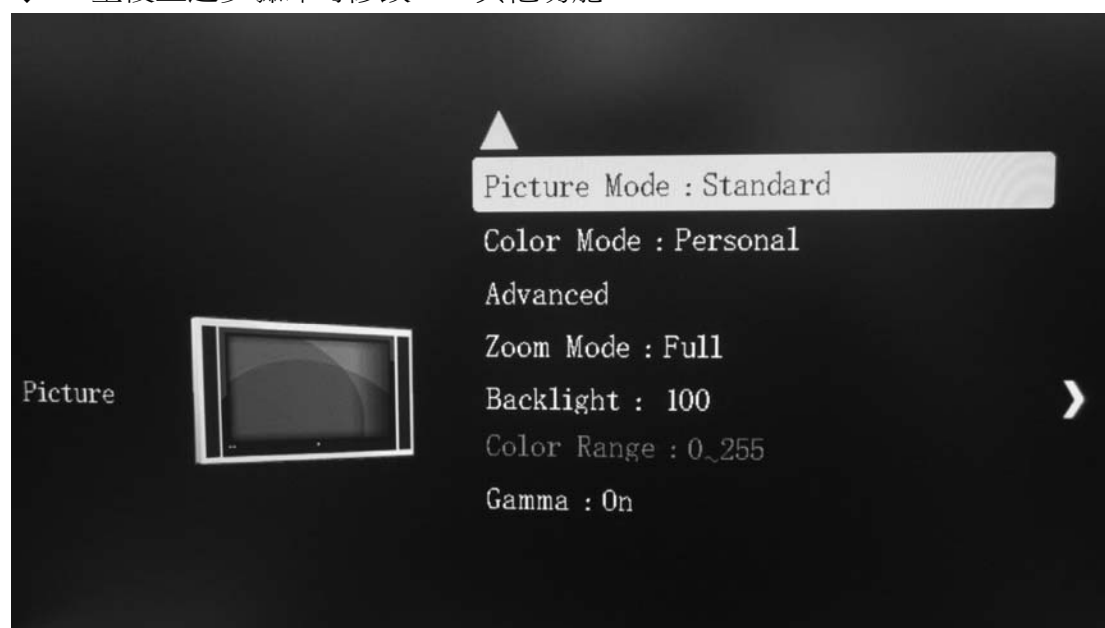 Picture Mode : Standard
Color Mode : Personal
Advanced
Zoom Mode : Full
Picture
Backlight : 100
Color Range : 0~255
Gamma : On